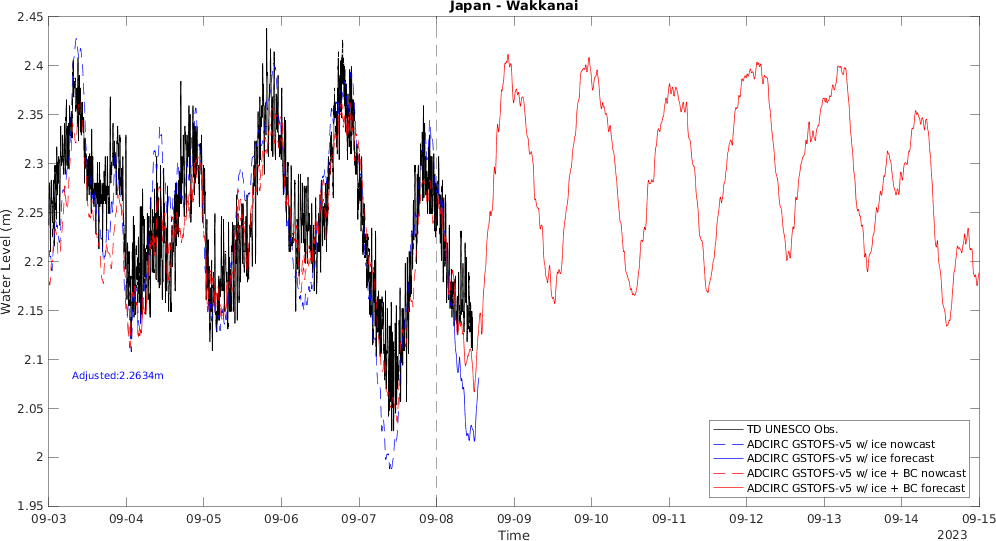 Japan - Wakkanai
2.45
2.4
2.35
2.3
2.25
2.2
2.15
2.1
2.05
2
1.95
Water Level (m)
Adjusted:2.2634m
TD UNESCO Obs.
ADCIRC GSTOFS-v5 w/ ice nowcast
ADCIRC GSTOFS-v5 w/ ice forecast
ADCIRC GSTOFS-v5 w/ ice + BC nowcast
ADCIRC GSTOFS-v5 w/ ice + BC forecast
09-03 09-04 09-05 09-06 09-07 09-08 09-09 09-10 09-11 09-12 09-13 09-14 09-15
Time
2023